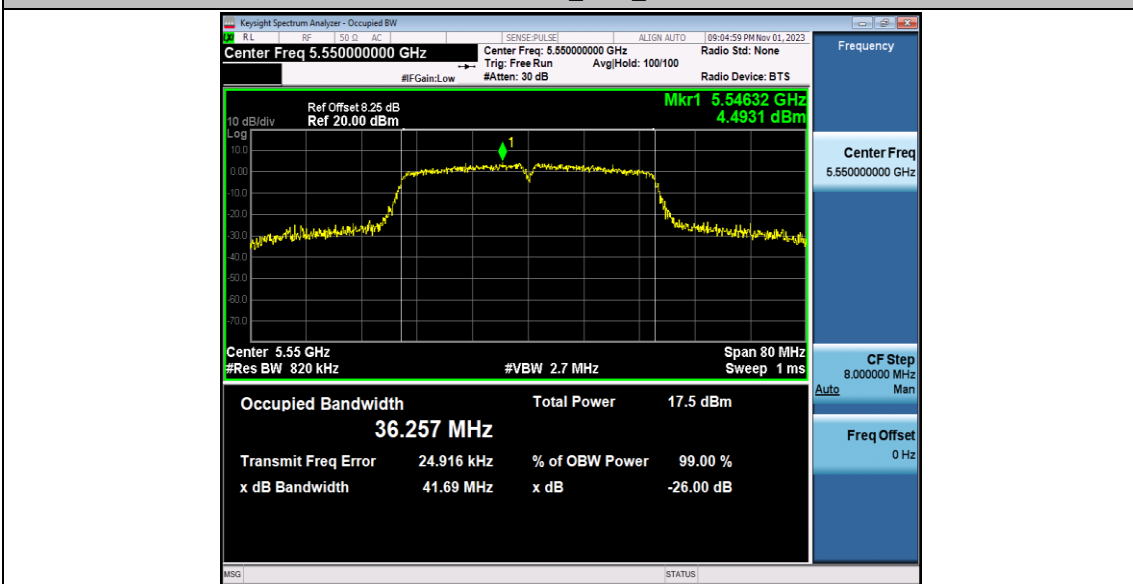 Keysight Spectrum Analyzer - Occupied BW
LXI RL RF 50 Ω AC SENSE:PULSE ALIGN AUTO 09:04:59 PM Nov 01, 2023
Center Freq 5.550000000 GHz
Center Freq: 5.550000000 GHz Radio Std: None
Trig: Free Run Avg|Hold: 100/100
#IFGain:Low #Atten: 30 dB Radio Device: BTS
Frequency
Mkr1 5.54632 GHz
4.4931 dBm
Ref Offset 8.25 dB
10 dB/div Ref 20.00 dBm
Log
10.0
0.00
-10.0
-20.0
-30.0
-40.0
-50.0
-60.0
-70.0
1
Center 5.55 GHz Span 80 MHz
#Res BW 820 kHz #VBW 2.7 MHz Sweep 1 ms
Occupied Bandwidth Total Power 17.5 dBm
36.257 MHz
Transmit Freq Error 24.916 kHz % of OBW Power 99.00 %
x dB Bandwidth 41.69 MHz x dB -26.00 dB
Center Freq
5.550000000 GHz
CF Step
8.000000 MHz
Auto Man
Freq Offset
0 Hz
MSG STATUS